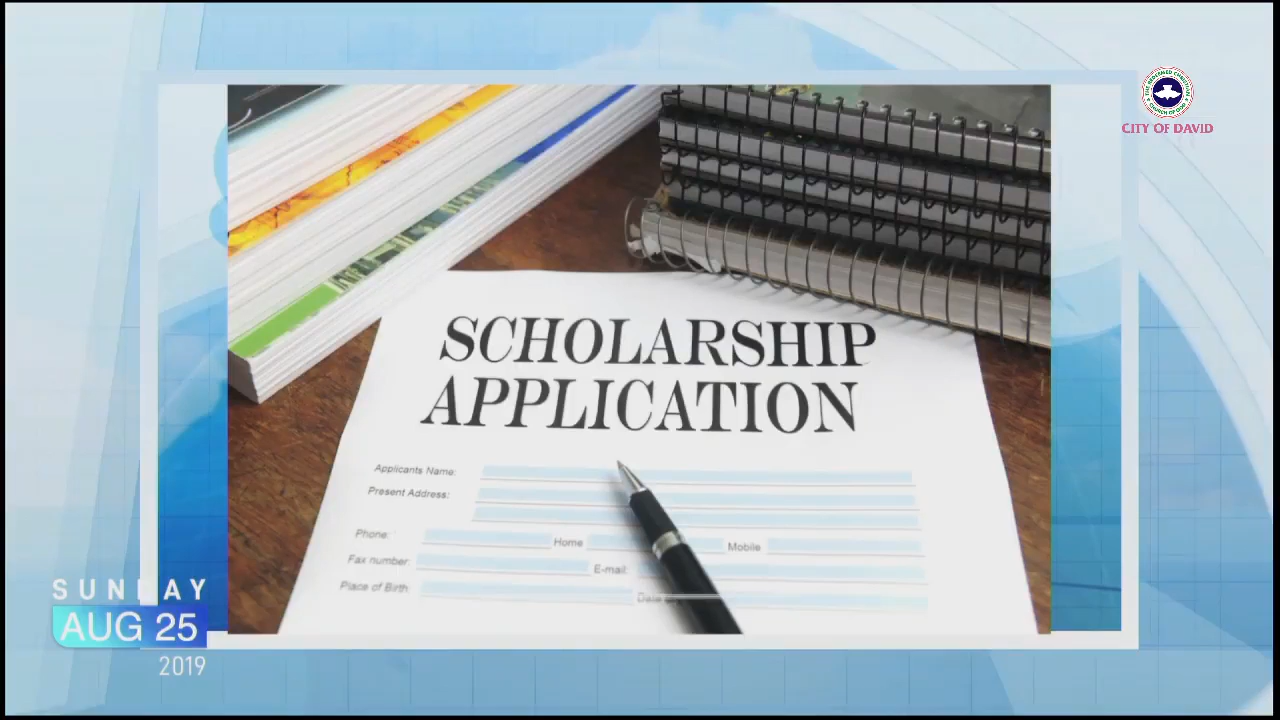 CITY OF DAVID
SCHOLARSHIP
APPLICATION
Applicants Name:
Present Address:
Phone:
Home
Mobile
Fax number:
E-mail:
Place of Birth:
SUNDAY
AUG 25
2019